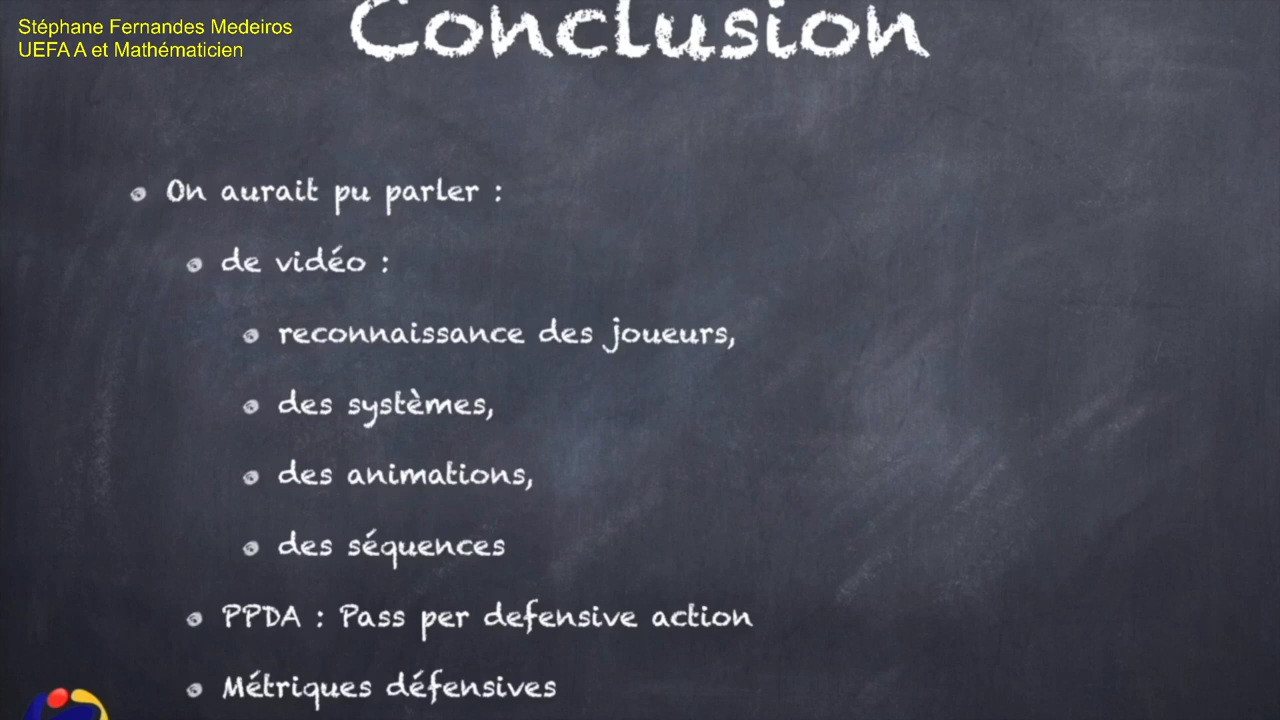 Stéphane Fernandes Medeiros
UEFA A et Mathématicien
Conclusion
On aurait pu parler :
de vidéo :
reconnaissance des joueurs,
des systèmes,
des animations,
des séquences
PPDA : Pass per defensive action
Métriques défensives